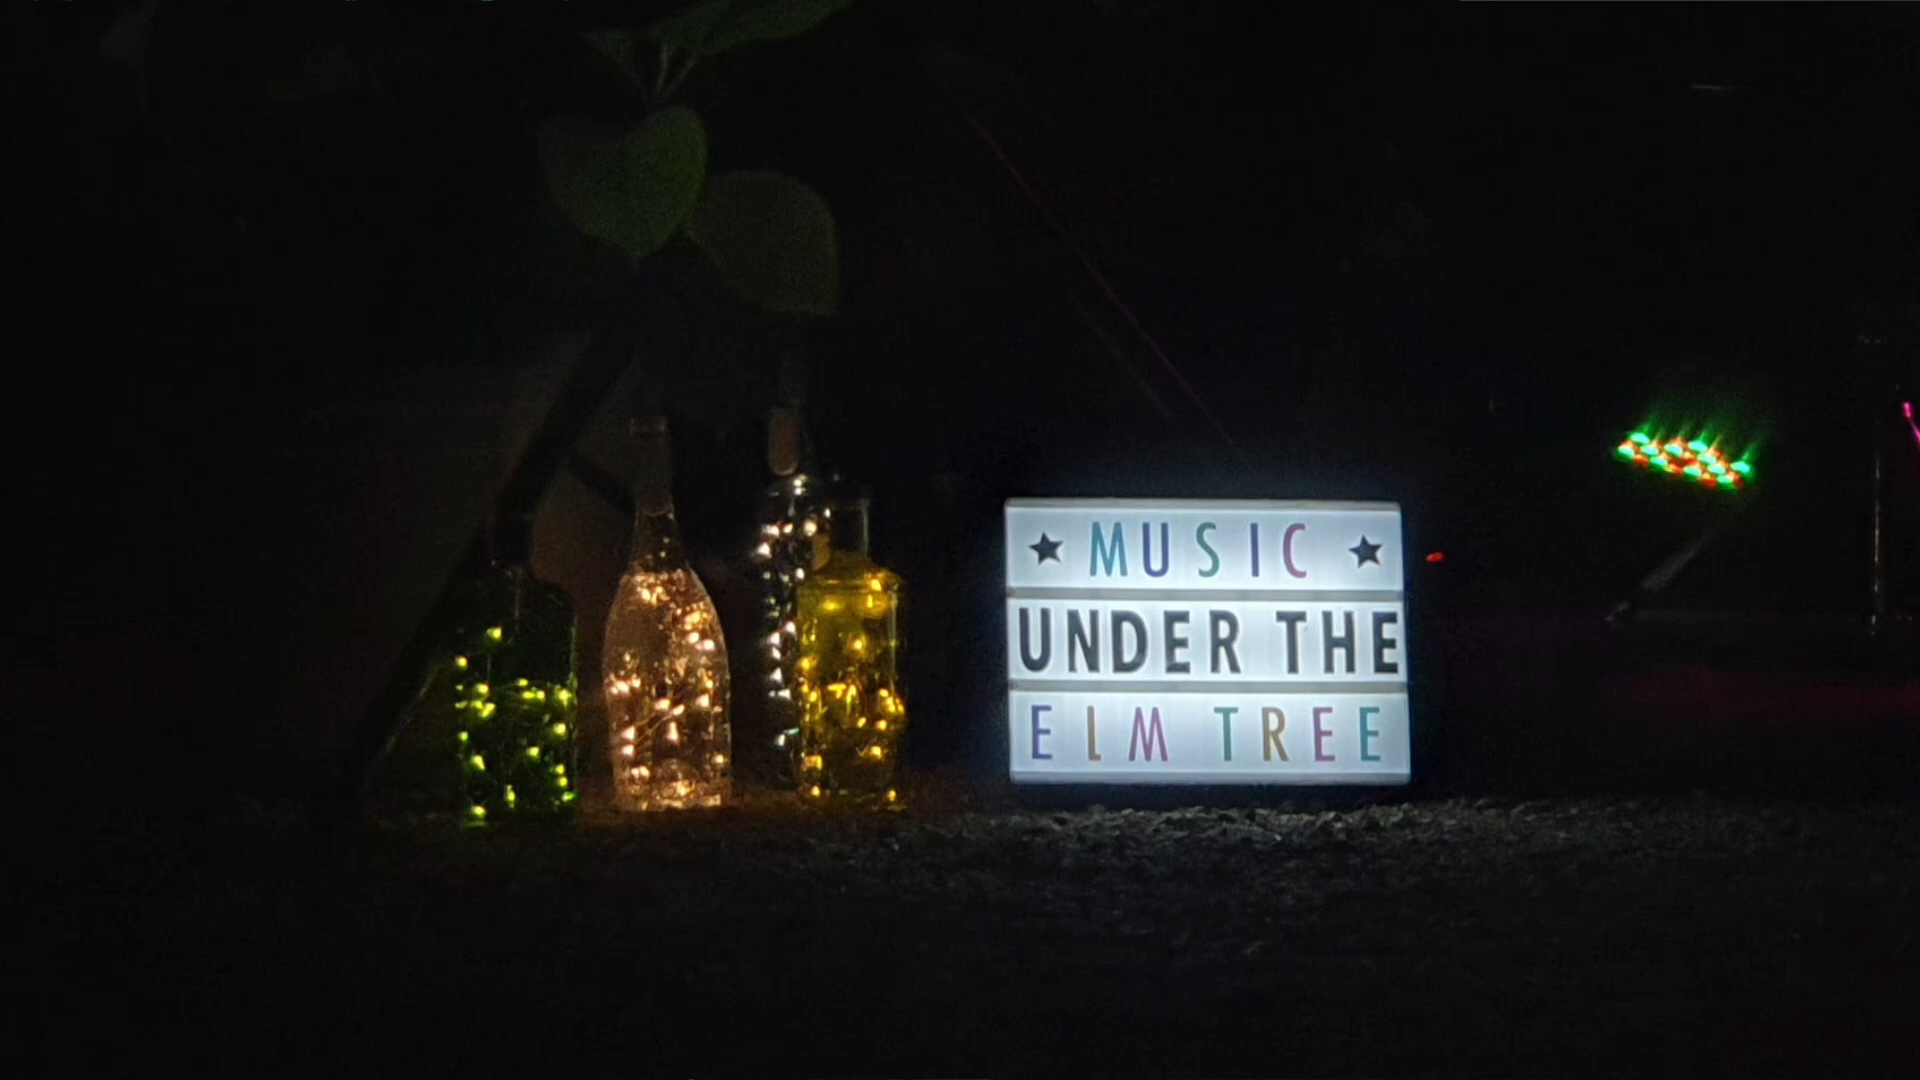 ★ MUSIC ★
UNDER THE
ELM TREE